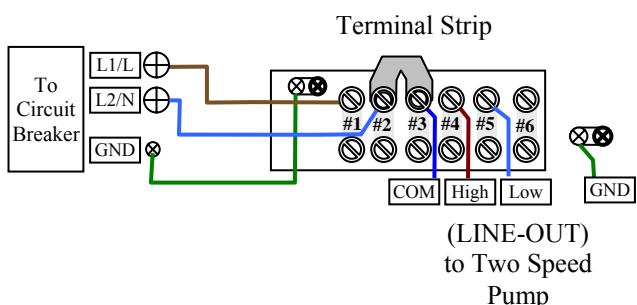 Terminal Strip
To
Circuit
Breaker
L1/L
L2/N
GND
#1 #2 #3 #4 #5 #6
COM High Low
GND
(LINE-OUT)
to Two Speed
Pump